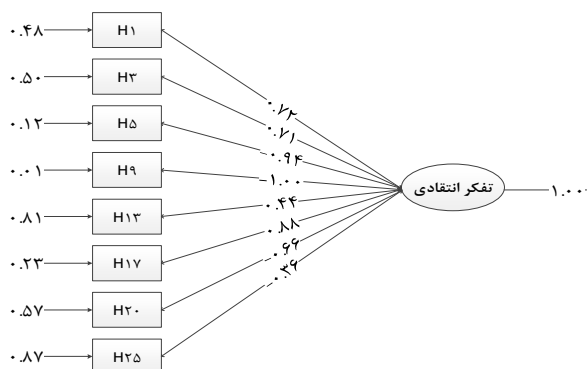 ۰.۴۸ H۱ ۰.۷۲
۰.۵۰ H۳ ۰.۷۱
۰.۱۲ H۵ -۰.۹۴
۰.۰۱ H۹ -۱.۰۰
تفکر انتقادی ۱.۰۰
۰.۸۱ H۱۳ ۰.۴۴
۰.۲۳ H۱۷ ۰.۸۸
۰.۵۷ H۲۰ -۰.۶۶
۰.۸۷ H۲۵ -۰.۳۶